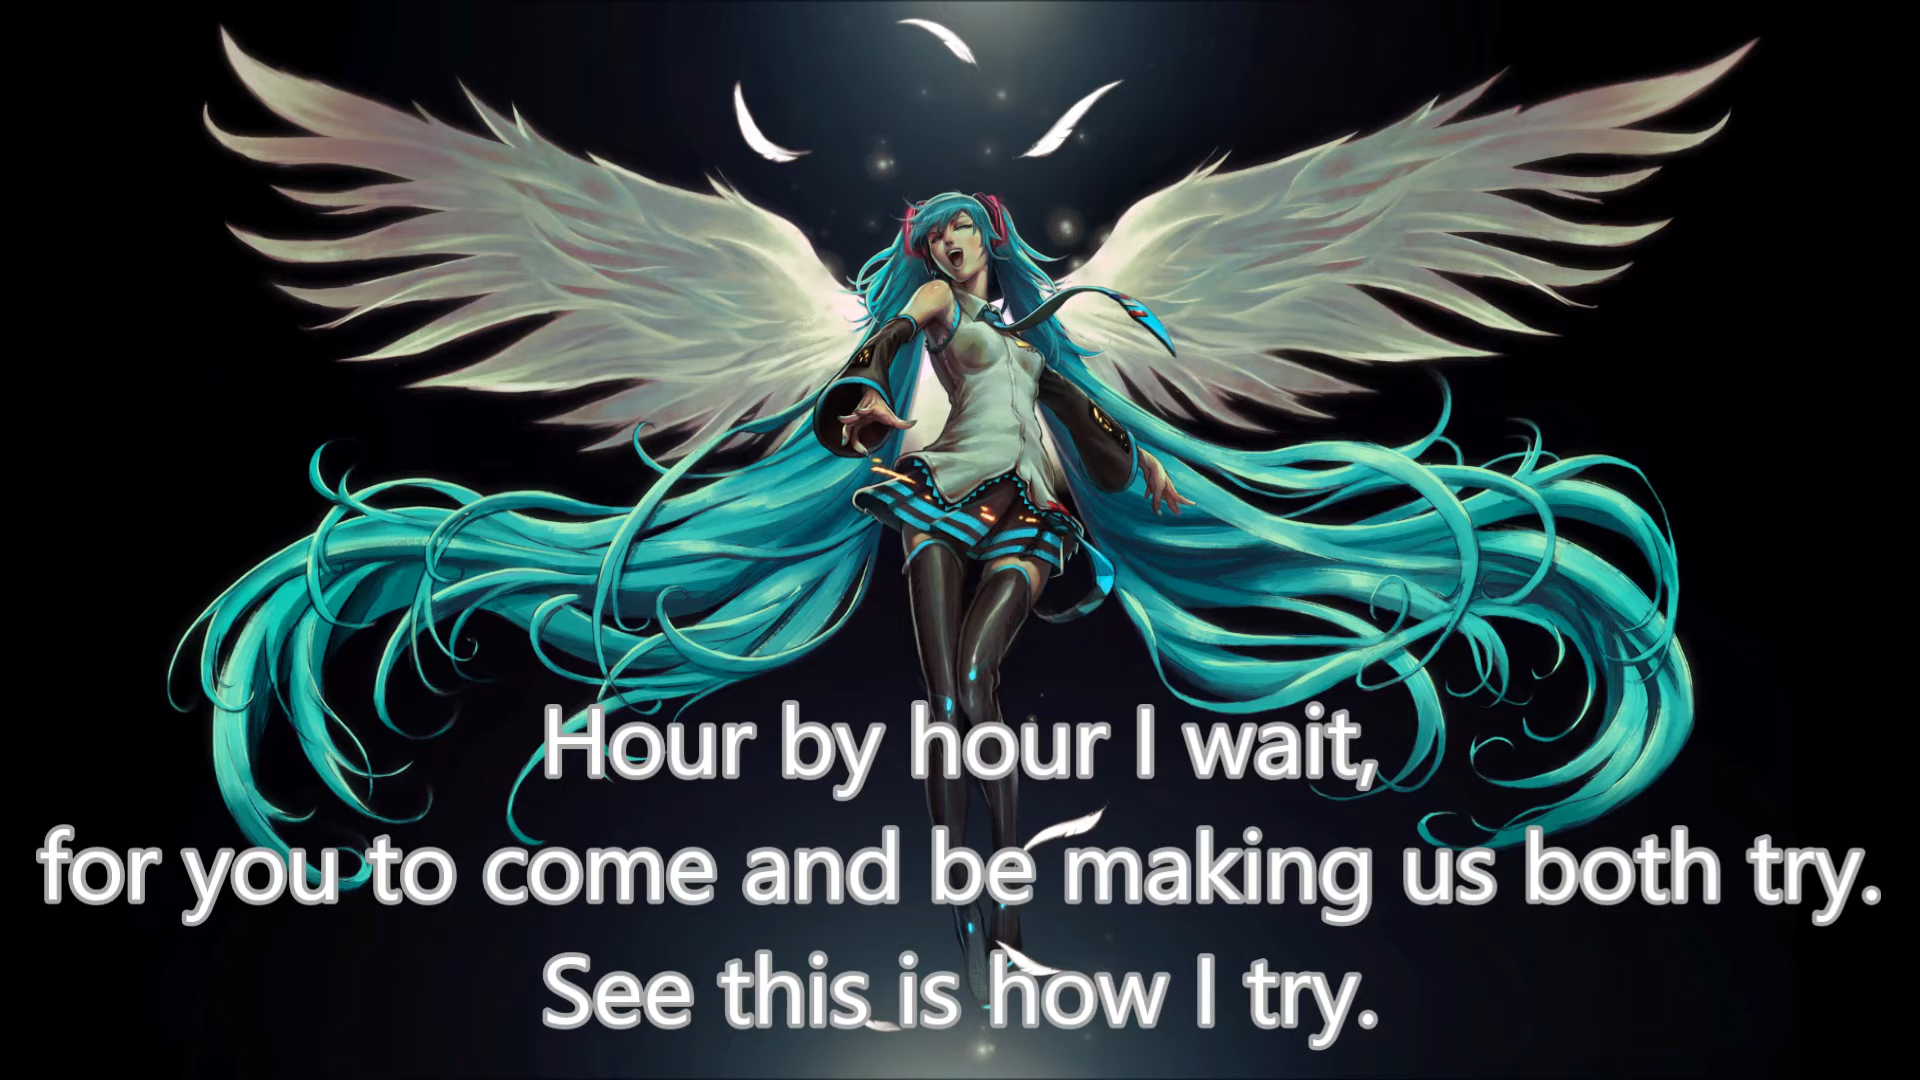 Hour by hour I wait,
for you to come and be making us both try.
See this is how I try.